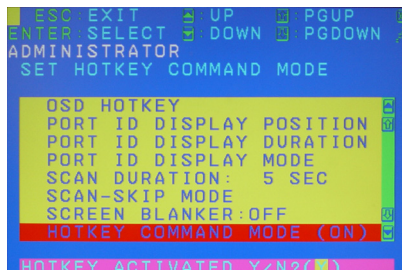 ESC:EXIT :UP :PGUP
ENTER:SELECT :DOWN :PGDOWN
ADMINISTRATOR
SET HOTKEY COMMAND MODE
OSD HOTKEY
PORT ID DISPLAY POSITION
PORT ID DISPLAY DURATION
PORT ID DISPLAY MODE
SCAN DURATION: 5 SEC
SCAN-SKIP MODE
SCREEN BLANKER:OFF
HOTKEY COMMAND MODE (ON)
HOTKEY ACTIVATED Y/N?( )